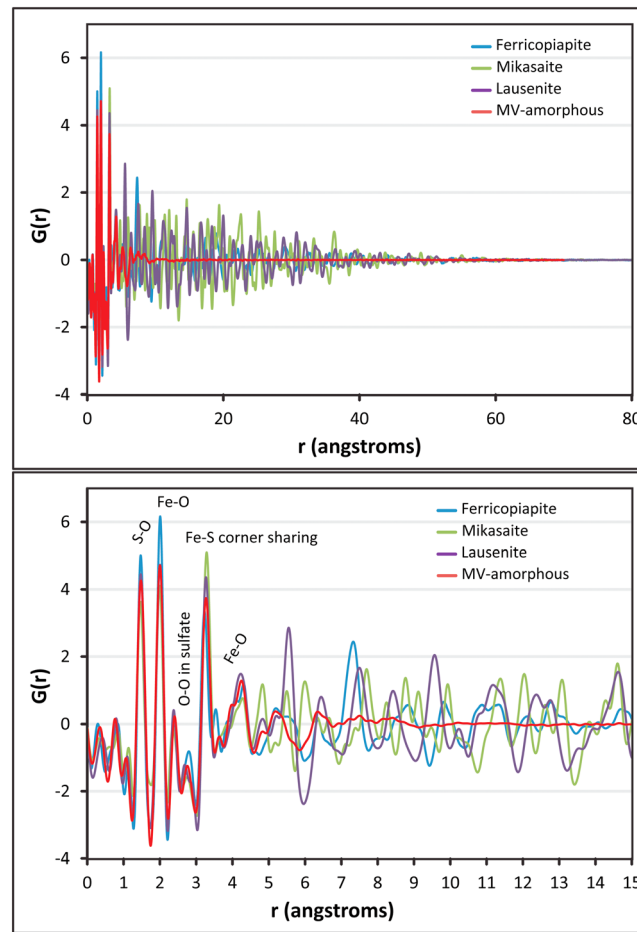 6
4
2
0
-2
-4
G(r)
Ferricopiapite
Mikasaite
Lausenite
MV-amorphous
0 20 40 60 80
r (angstroms)
6
4
2
0
-2
-4
G(r)
S-O
Fe-O
O-O in sulfate
Fe-S corner sharing
Fe-O
Ferricopiapite
Mikasaite
Lausenite
MV-amorphous
0 1 2 3 4 5 6 7 8 9 10 11 12 13 14 15
r (angstroms)